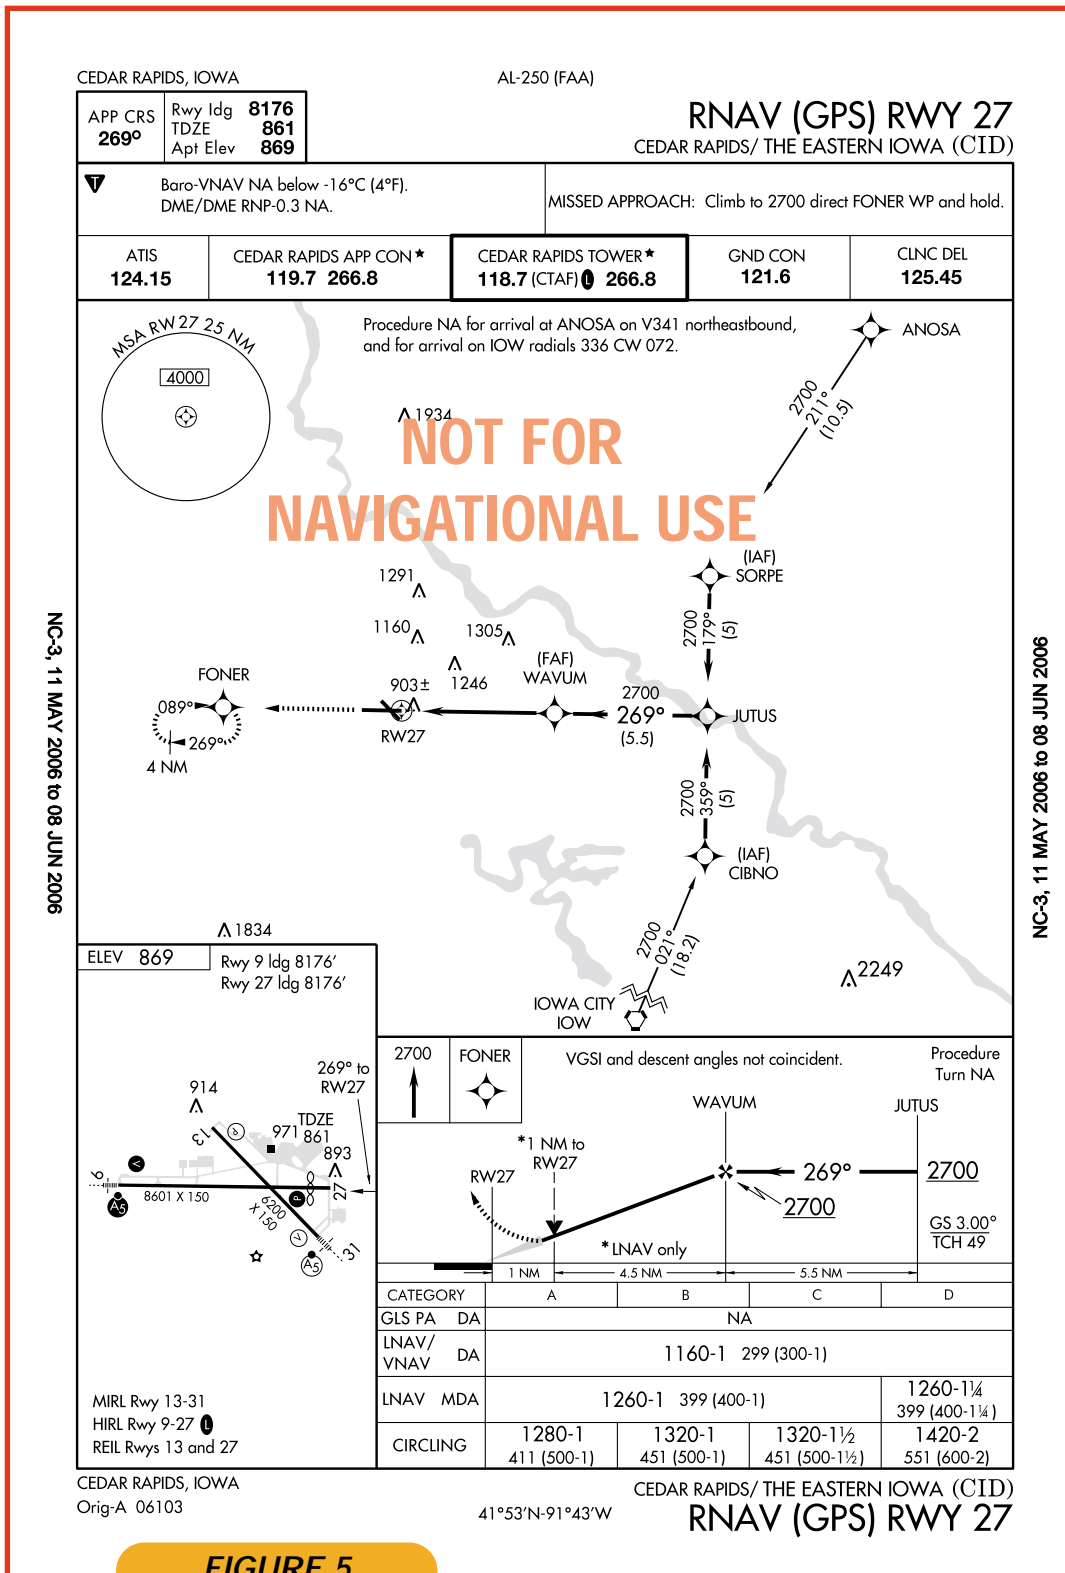 CEDAR RAPIDS, IOWA
AL-250 (FAA)
APP CRS
269°
Rwy ldg 8176
TDZE 861
Apt Elev 869
RNAV (GPS) RWY 27
CEDAR RAPIDS/ THE EASTERN IOWA (CID)
T
Baro-VNAV NA below -16°C (4°F).
DME/DME RNP-0.3 NA.
MISSED APPROACH: Climb to 2700 direct FONER WP and hold.
ATIS
124.15
CEDAR RAPIDS APP CON★
119.7 266.8
CEDAR RAPIDS TOWER★
118.7 (CTAF) L 266.8
GND CON
121.6
CLNC DEL
125.45
MSA RW27 25 NM
4000
Procedure NA for arrival at ANOSA on V341 northeastbound,
and for arrival on IOW radials 336 CW 072.
ANOSA
2700
211°
(10.5)
1934
NOT FOR
NAVIGATIONAL USE
(IAF)
SORPE
2700
179°
(5)
1291
1160
1305
1246
903±
(FAF)
WAVUM
2700
269°
(5.5)
JUTUS
FONER
089°
269°
4 NM
RW27
2700
359°
(5)
(IAF)
CIBNO
2700
021°
(18.2)
IOWA CITY
IOW
1834
2249
NC-3, 11 MAY 2006 to 08 JUN 2006
NC-3, 11 MAY 2006 to 08 JUN 2006
ELEV 869
Rwy 9 ldg 8176'
Rwy 27 ldg 8176'
269° to
RW27
914
TDZE
861
971
893
13
P
V
9
A5
8601 X 150
6200
X 150
P
27
V
A5
31
MIRL Rwy 13-31
HIRL Rwy 9-27 L
REIL Rwys 13 and 27
2700
FONER
VGSI and descent angles not coincident.
Procedure
Turn NA
WAVUM
JUTUS
*1 NM to
RW27
RW27
269°
2700
2700
GS 3.00°
TCH 49
*LNAV only
1 NM
4.5 NM
5.5 NM
CATEGORY A B C D
GLS PA DA NA
LNAV/
VNAV DA 1160-1 299 (300-1)
LNAV MDA 1260-1 399 (400-1) 1260-1¼
399 (400-1¼)
CIRCLING 1280-1 1320-1 1320-1½ 1420-2
411 (500-1) 451 (500-1) 451 (500-1½) 551 (600-2)
CEDAR RAPIDS, IOWA
Orig-A 06103
41°53'N-91°43'W
CEDAR RAPIDS/ THE EASTERN IOWA (CID)
RNAV (GPS) RWY 27
FIGURE 5